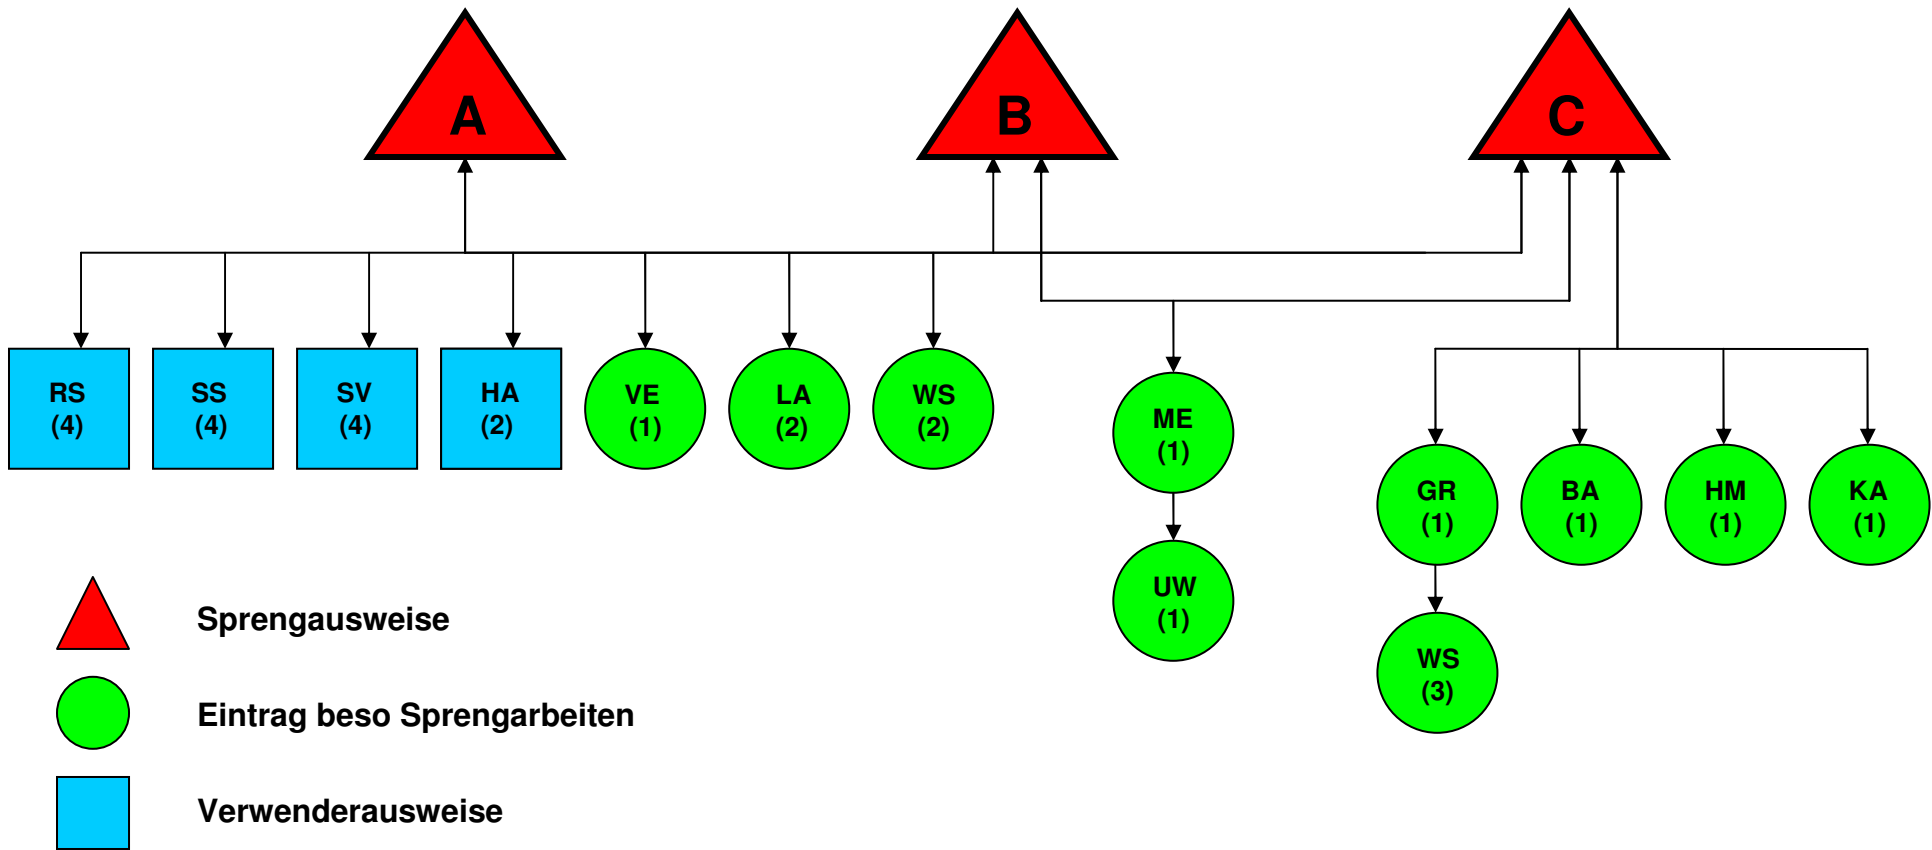 A
B
C
RS
(4)
SS
(4)
SV
(4)
HA
(2)
VE
(1)
LA
(2)
WS
(2)
ME
(1)
UW
(1)
GR
(1)
BA
(1)
HM
(1)
KA
(1)
WS
(3)
Sprengausweise
Eintrag beso Sprengarbeiten
Verwenderausweise